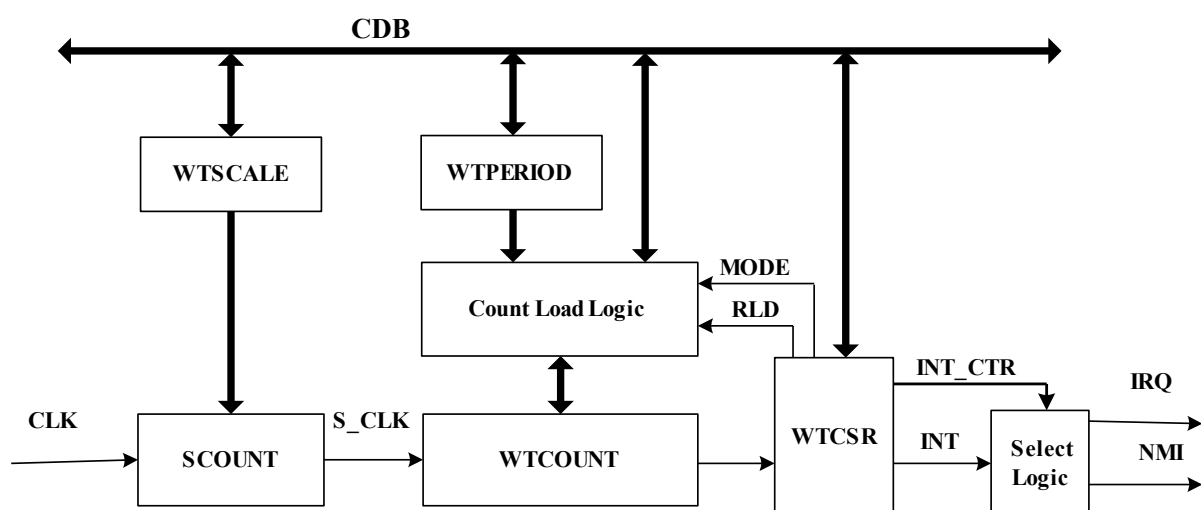 CDB
WTSCALE
WTPERIOD
MODE
Count Load Logic
RLD
INT_CTR
IRQ
CLK
S_CLK
SCOUNT
WTCOUNT
WTCSR
INT
Select
Logic
NMI